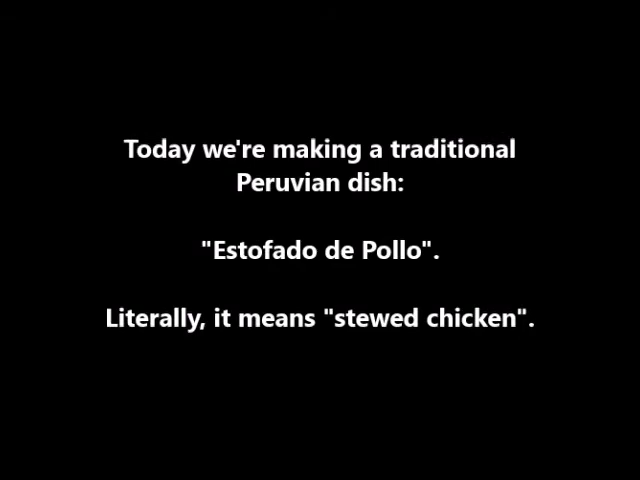 Today we're making a traditional
Peruvian dish:
"Estofado de Pollo".
Literally, it means "stewed chicken".